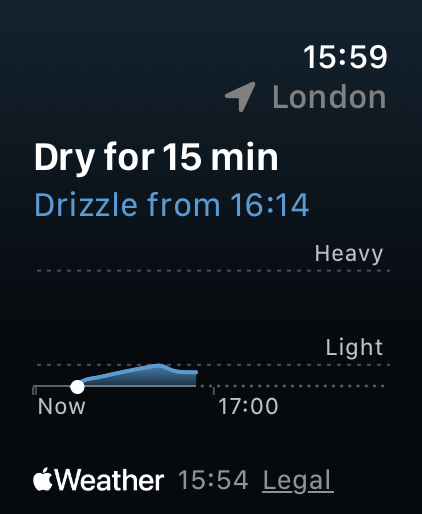 15:59
London
Dry for 15 min
Drizzle from 16:14
Heavy
Light
Now 17:00
Weather 15:54 Legal